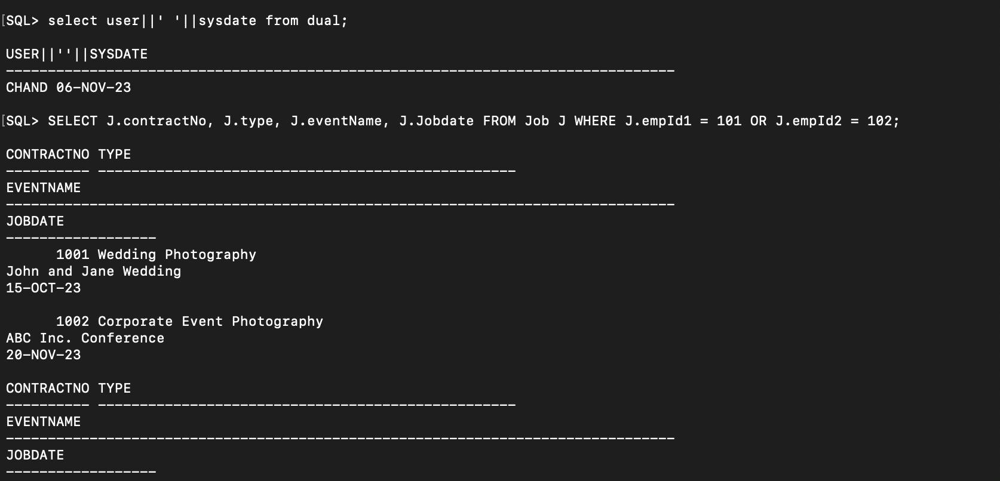 [SQL> select user||' '||sysdate from dual;
USER||''||SYSDATE
--------------------------------------------------------------------------------
CHAND 06-NOV-23
[SQL> SELECT J.contractNo, J.type, J.eventName, J.Jobdate FROM Job J WHERE J.empId1 = 101 OR J.empId2 = 102;
CONTRACTNO TYPE
---------- --------------------------------------------------
EVENTNAME
--------------------------------------------------------------------------------
JOBDATE
------------------
1001 Wedding Photography
John and Jane Wedding
15-OCT-23
1002 Corporate Event Photography
ABC Inc. Conference
20-NOV-23
CONTRACTNO TYPE
---------- --------------------------------------------------
EVENTNAME
--------------------------------------------------------------------------------
JOBDATE
------------------